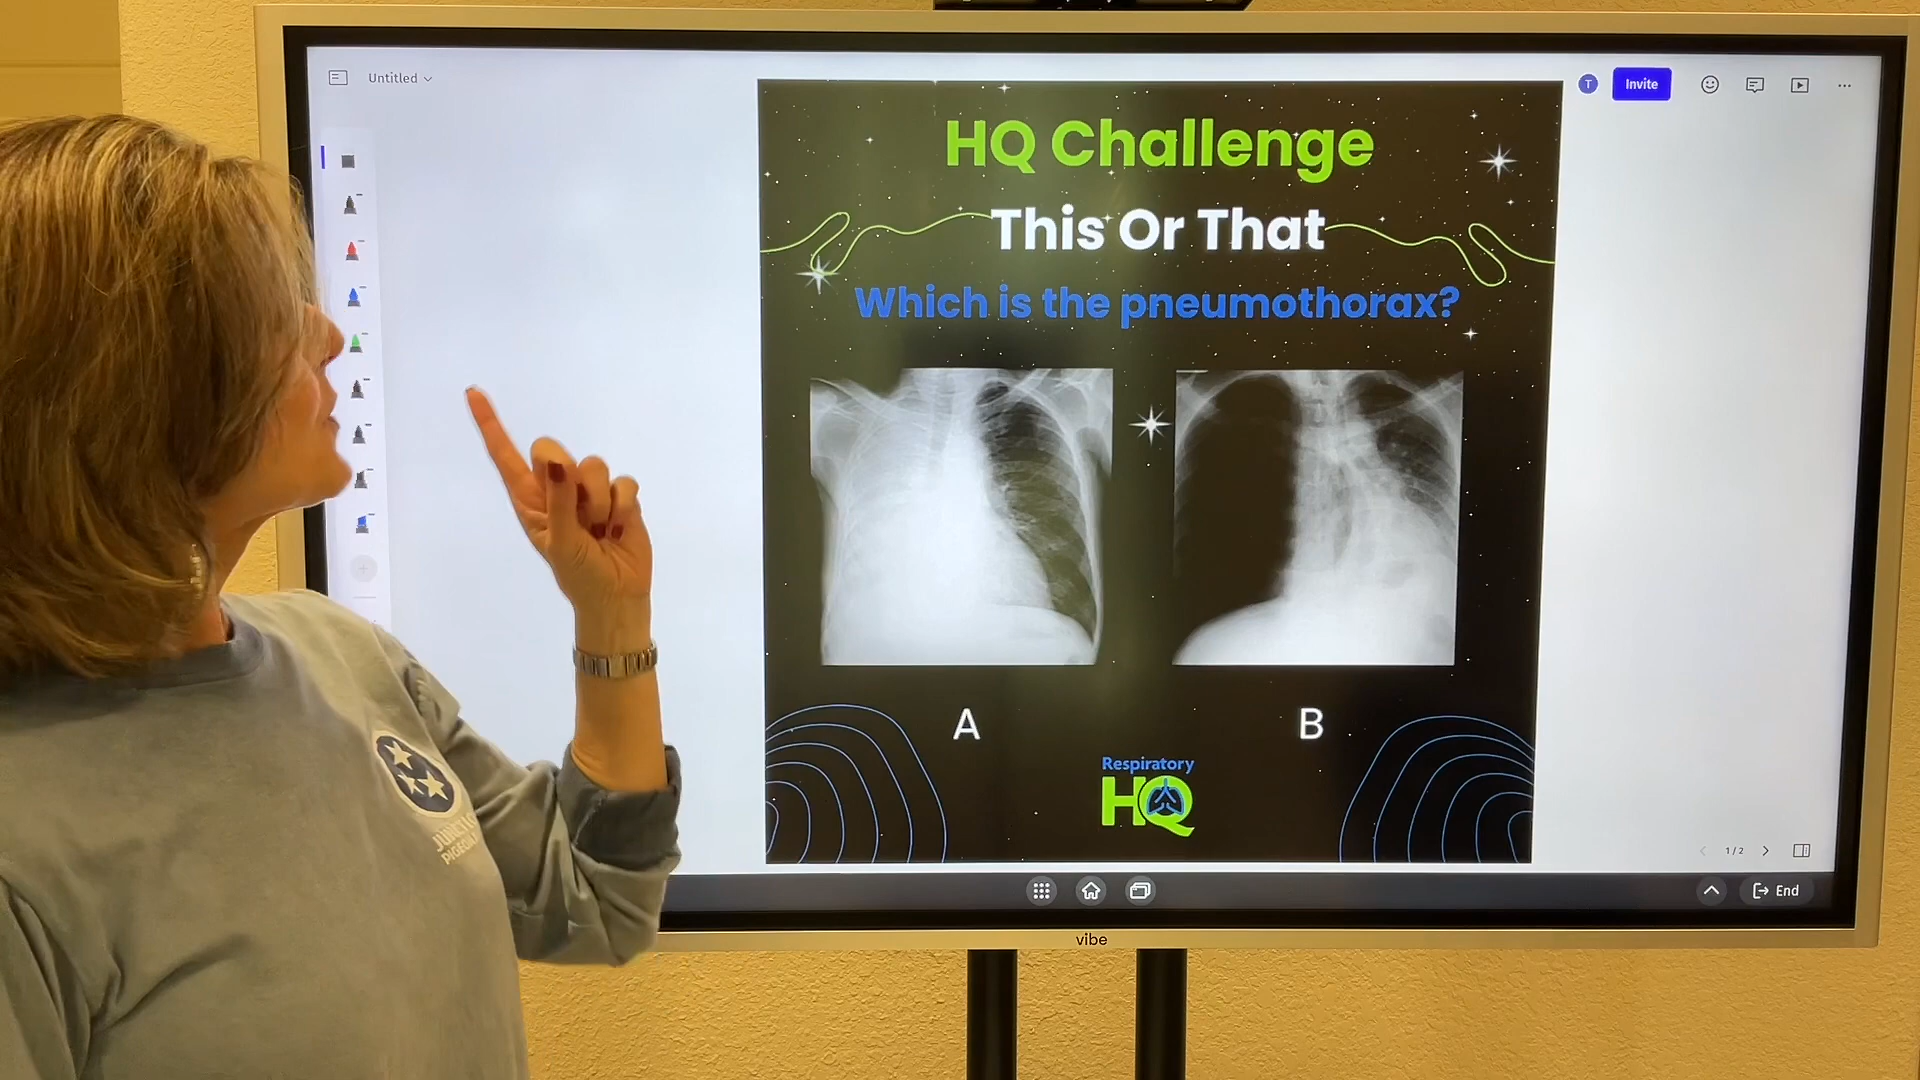 Untitled
T
Invite
HQ Challenge
This Or That
Which is the pneumothorax?
A
B
Respiratory
HQ
1/2
End
vibe